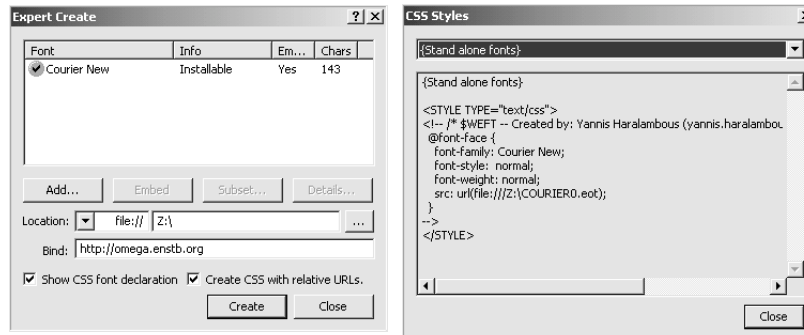 Expert Create
Font Info Em... Chars
Courier New Installable Yes 143
Add... Embed Subset... Details...
Location: file:// Z:\ ...
Bind: http://omega.enstb.org
Show CSS font declaration Create CSS with relative URLs.
Create Close
CSS Styles
{Stand alone fonts}
{Stand alone fonts}
<STYLE TYPE="text/css">
<!-- /* $WEFT -- Created by: Yannis Haralambous (yannis.haralambou
@font-face {
font-family: Courier New;
font-style: normal;
font-weight: normal;
src: url(file:///Z:\COURIER0.eot);
}
-->
</STYLE>
Close